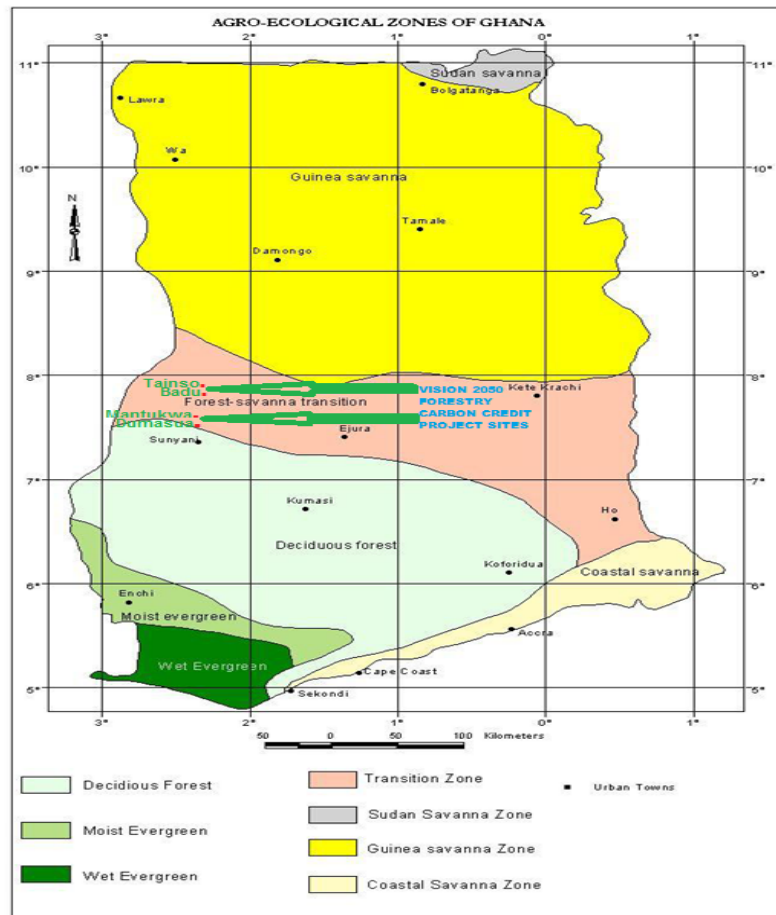 AGRO-ECOLOGICAL ZONES OF GHANA
3° 2° 1° 0° 1°
11° 11°
Sudan savanna
Bolgatanga
Lawra
Wa
10° 10°
Guinea savanna
N
Tamale
Damongo
9° 9°
8° 8°
Tainso
Badu
VISION 2050
Kete Krachi
Forest-savanna transition
FORESTRY
Mantukwa
CARBON CREDIT
Dumasua
PROJECT SITES
Sunyani
Ejura
7° 7°
Kumasi
Ho
Deciduous forest
Koforidua
Coastal savanna
6° 6°
Enchi
Moist evergreen
Accra
Wet Evergreen
Cape Coast
5° 5°
Sekondi
3° 2° 1° 0° 1°
50 0 50 100 Kilometers
Decidious Forest
Moist Evergreen
Wet Evergreen
Transition Zone
Sudan Savanna Zone
Guinea savanna Zone
Coastal Savanna Zone
Urban Towns